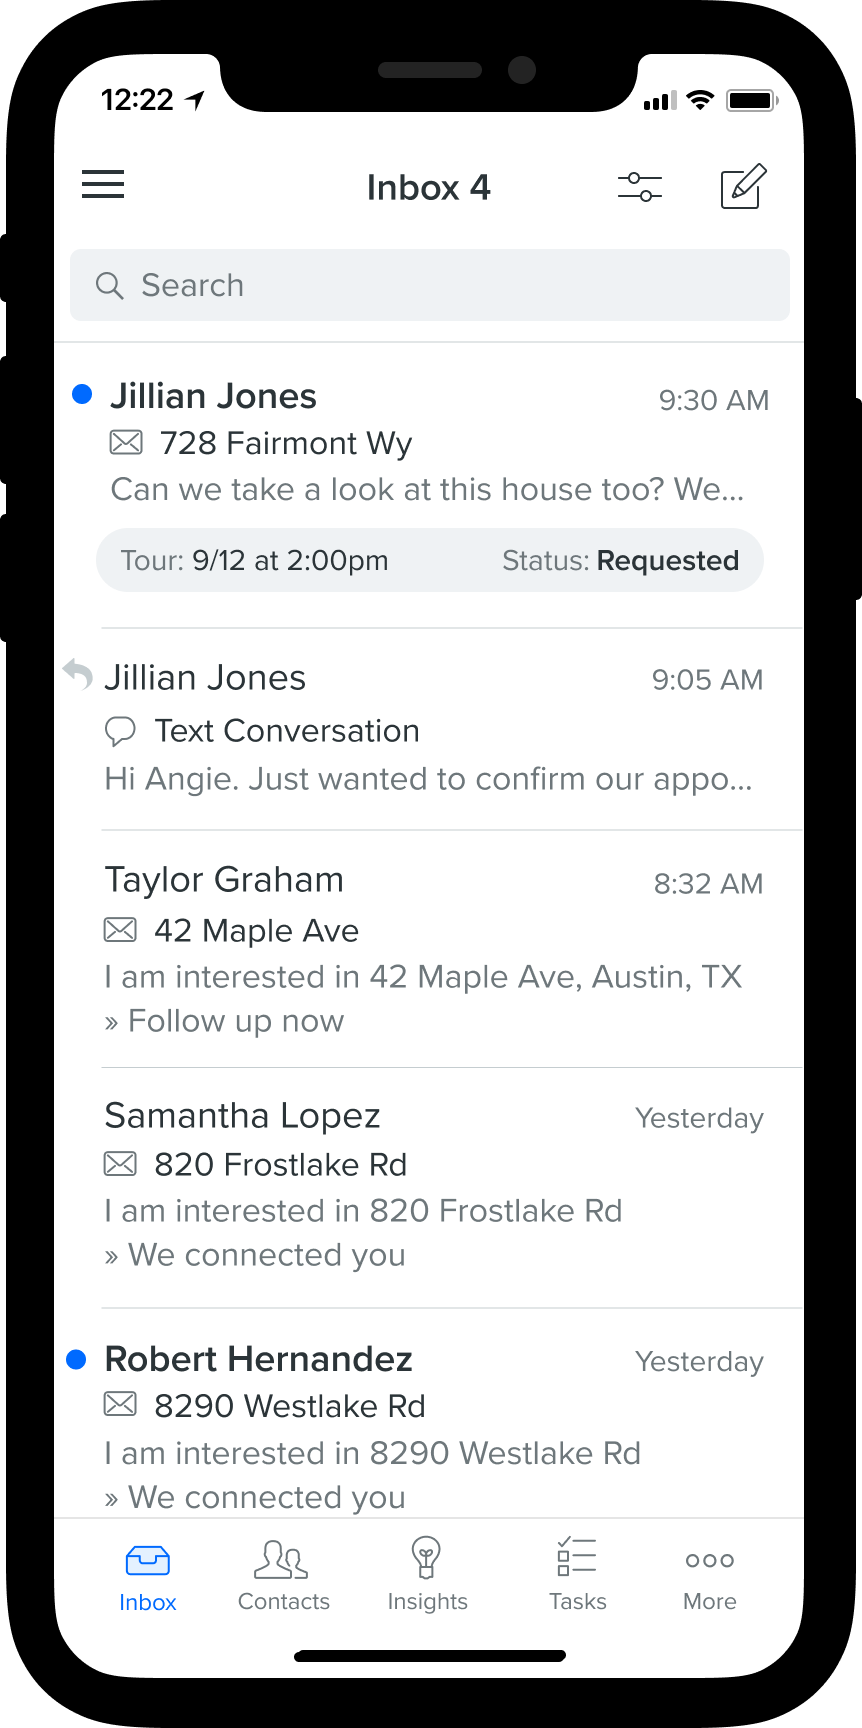 12:22
Inbox 4
Search
Jillian Jones 9:30 AM
728 Fairmont Wy
Can we take a look at this house too? We...
Tour: 9/12 at 2:00pm Status: Requested
Jillian Jones 9:05 AM
Text Conversation
Hi Angie. Just wanted to confirm our appo...
Taylor Graham 8:32 AM
42 Maple Ave
I am interested in 42 Maple Ave, Austin, TX
» Follow up now
Samantha Lopez Yesterday
820 Frostlake Rd
I am interested in 820 Frostlake Rd
» We connected you
Robert Hernandez Yesterday
8290 Westlake Rd
I am interested in 8290 Westlake Rd
» We connected you
Inbox Contacts Insights Tasks More